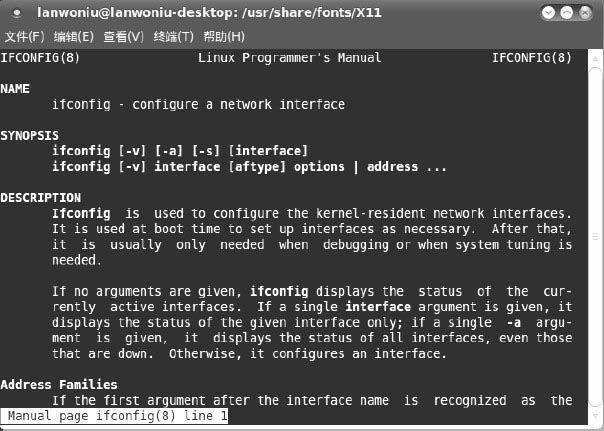 lanwoniu@lanwoniu-desktop: /usr/share/fonts/X11
文件(F) 编辑(E) 查看(V) 终端(T) 帮助(H)
IFCONFIG(8) Linux Programmer's Manual IFCONFIG(8)
NAME
ifconfig - configure a network interface
SYNOPSIS
ifconfig [-v] [-a] [-s] [interface]
ifconfig [-v] interface [aftype] options | address ...
DESCRIPTION
Ifconfig is used to configure the kernel-resident network interfaces.
It is used at boot time to set up interfaces as necessary. After that,
it is usually only needed when debugging or when system tuning is
needed.
If no arguments are given, ifconfig displays the status of the cur-
rently active interfaces. If a single interface argument is given, it
displays the status of the given interface only; if a single -a argu-
ment is given, it displays the status of all interfaces, even those
that are down. Otherwise, it configures an interface.
Address Families
If the first argument after the interface name is recognized as the
Manual page ifconfig(8) line 1